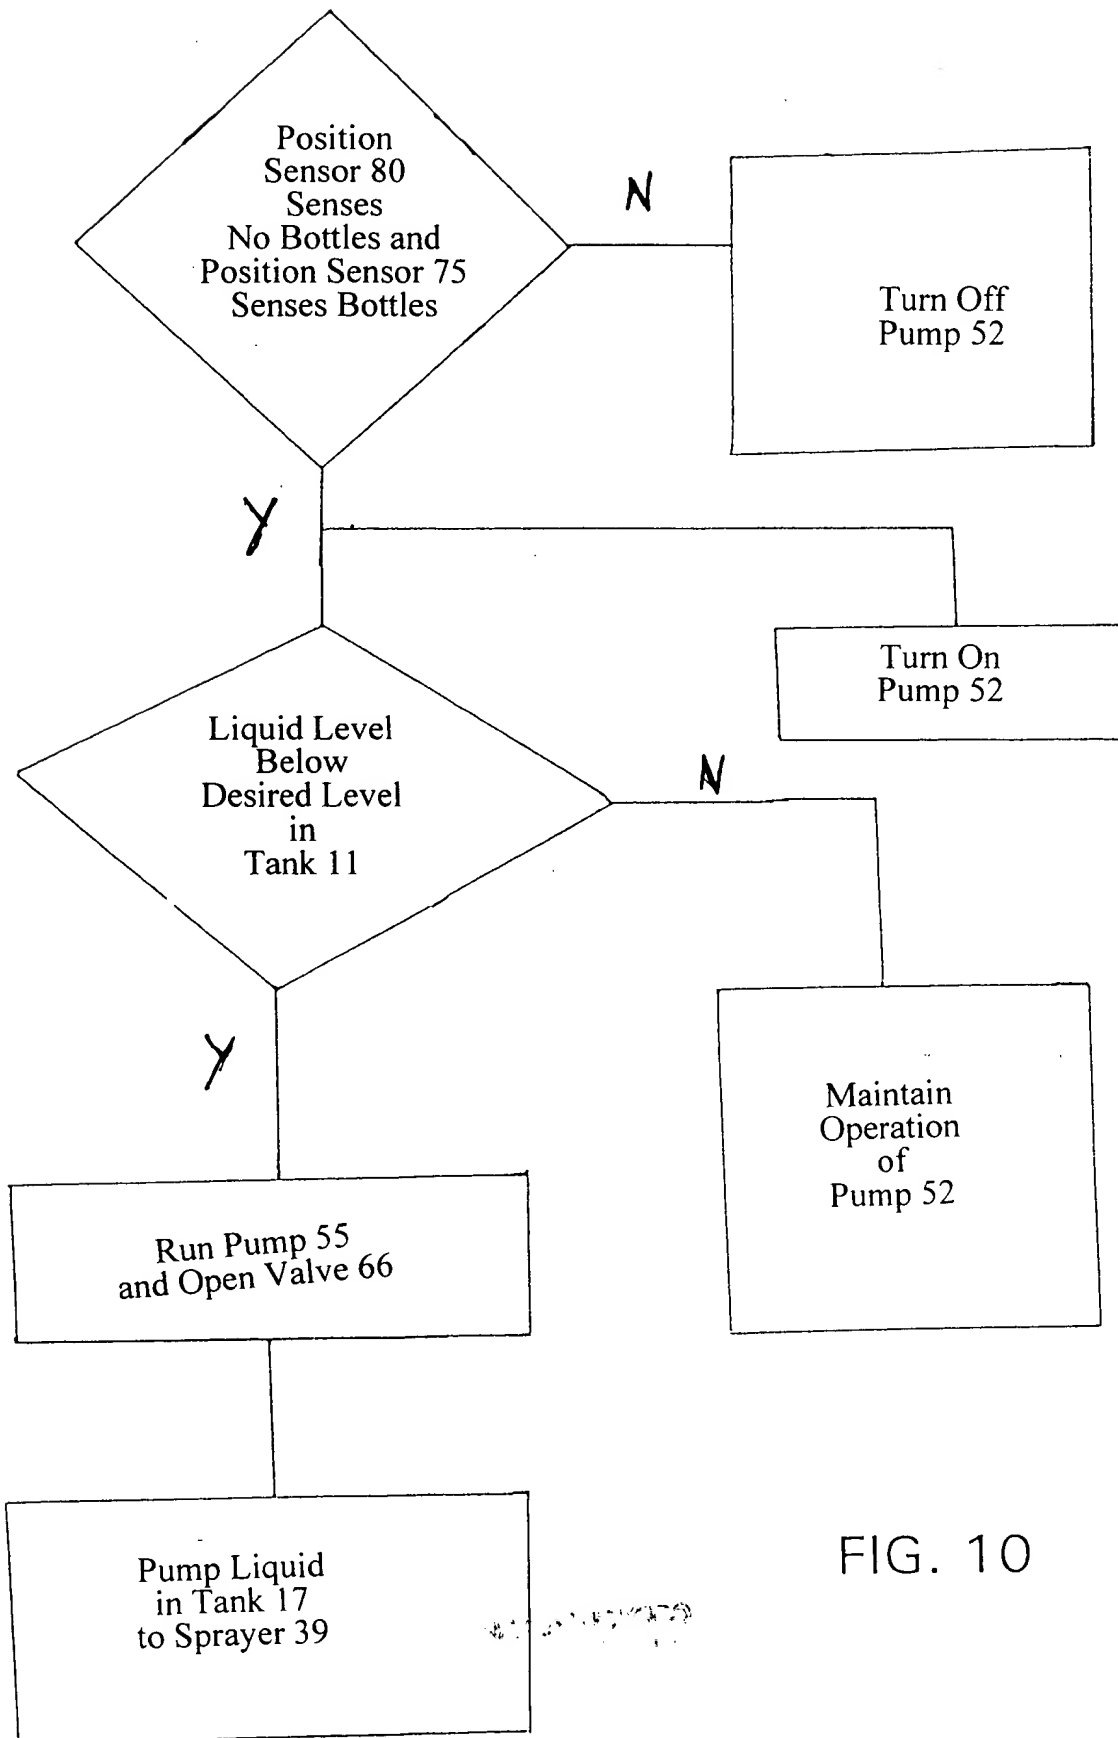 Position
Sensor 80
Senses
No Bottles and
Position Sensor 75
Senses Bottles
N
Turn Off
Pump 52
Y
Turn On
Pump 52
Liquid Level
Below
Desired Level
in
Tank 11
N
Y
Maintain
Operation
of
Pump 52
Run Pump 55
and Open Valve 66
Pump Liquid
in Tank 17
to Sprayer 39
FIG. 10